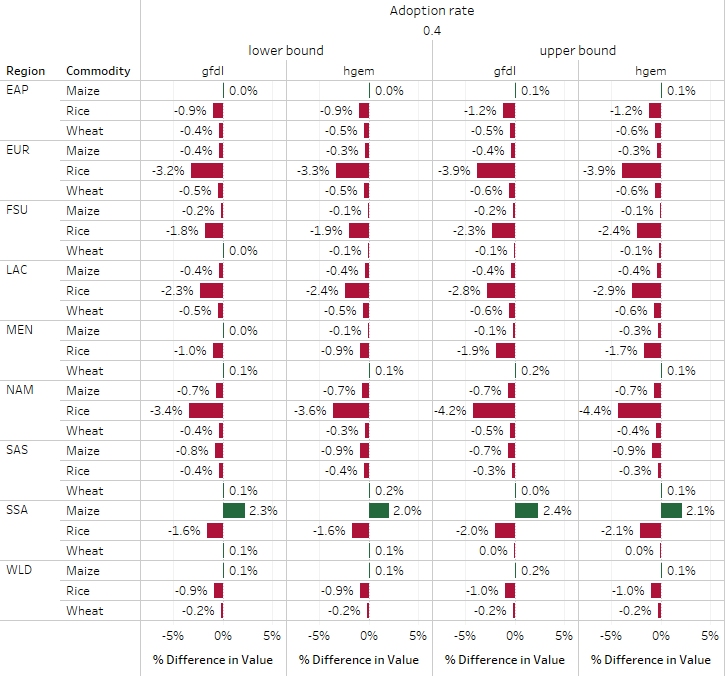 Adoption rate
0.4
lower bound upper bound
Region Commodity gfdl hgem gfdl hgem
EAP Maize 0.0% 0.0% 0.1% 0.1%
Rice -0.9% -0.9% -1.2% -1.2%
Wheat -0.4% -0.5% -0.5% -0.6%
EUR Maize -0.4% -0.3% -0.4% -0.3%
Rice -3.2% -3.3% -3.9% -3.9%
Wheat -0.5% -0.5% -0.6% -0.6%
FSU Maize -0.2% -0.1% -0.2% -0.1%
Rice -1.8% -1.9% -2.3% -2.4%
Wheat 0.0% -0.1% -0.1% -0.1%
LAC Maize -0.4% -0.4% -0.4% -0.4%
Rice -2.3% -2.4% -2.8% -2.9%
Wheat -0.5% -0.5% -0.6% -0.6%
MEN Maize 0.0% -0.1% -0.1% -0.3%
Rice -1.0% -0.9% -1.9% -1.7%
Wheat 0.1% 0.1% 0.2% 0.1%
NAM Maize -0.7% -0.7% -0.7% -0.7%
Rice -3.4% -3.6% -4.2% -4.4%
Wheat -0.4% -0.3% -0.5% -0.4%
SAS Maize -0.8% -0.9% -0.7% -0.9%
Rice -0.4% -0.4% -0.3% -0.3%
Wheat 0.1% 0.2% 0.0% 0.1%
SSA Maize 2.3% 2.0% 2.4% 2.1%
Rice -1.6% -1.6% -2.0% -2.1%
Wheat 0.1% 0.1% 0.0% 0.0%
WLD Maize 0.1% 0.1% 0.2% 0.1%
Rice -0.9% -0.9% -1.0% -1.0%
Wheat -0.2% -0.2% -0.2% -0.2%
-5% 0% 5% -5% 0% 5% -5% 0% 5% -5% 0% 5%
% Difference in Value % Difference in Value % Difference in Value % Difference in Value